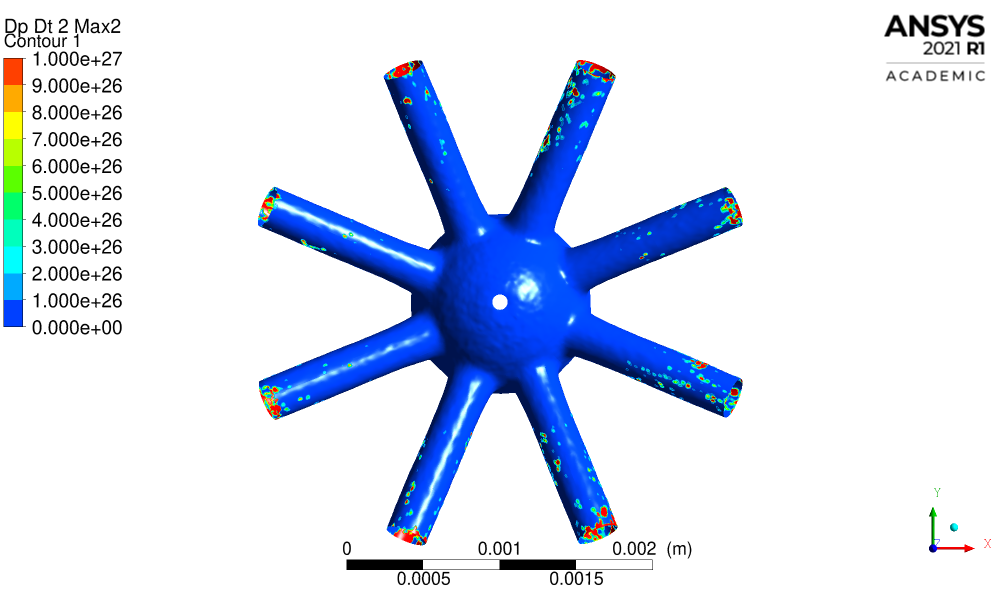 Dp Dt 2 Max2
Contour 1
1.000e+27
9.000e+26
8.000e+26
7.000e+26
6.000e+26
5.000e+26
4.000e+26
3.000e+26
2.000e+26
1.000e+26
0.000e+00
ANSYS
2021 R1
ACADEMIC
0 0.001 0.002 (m)
0.0005 0.0015
Y
Z X